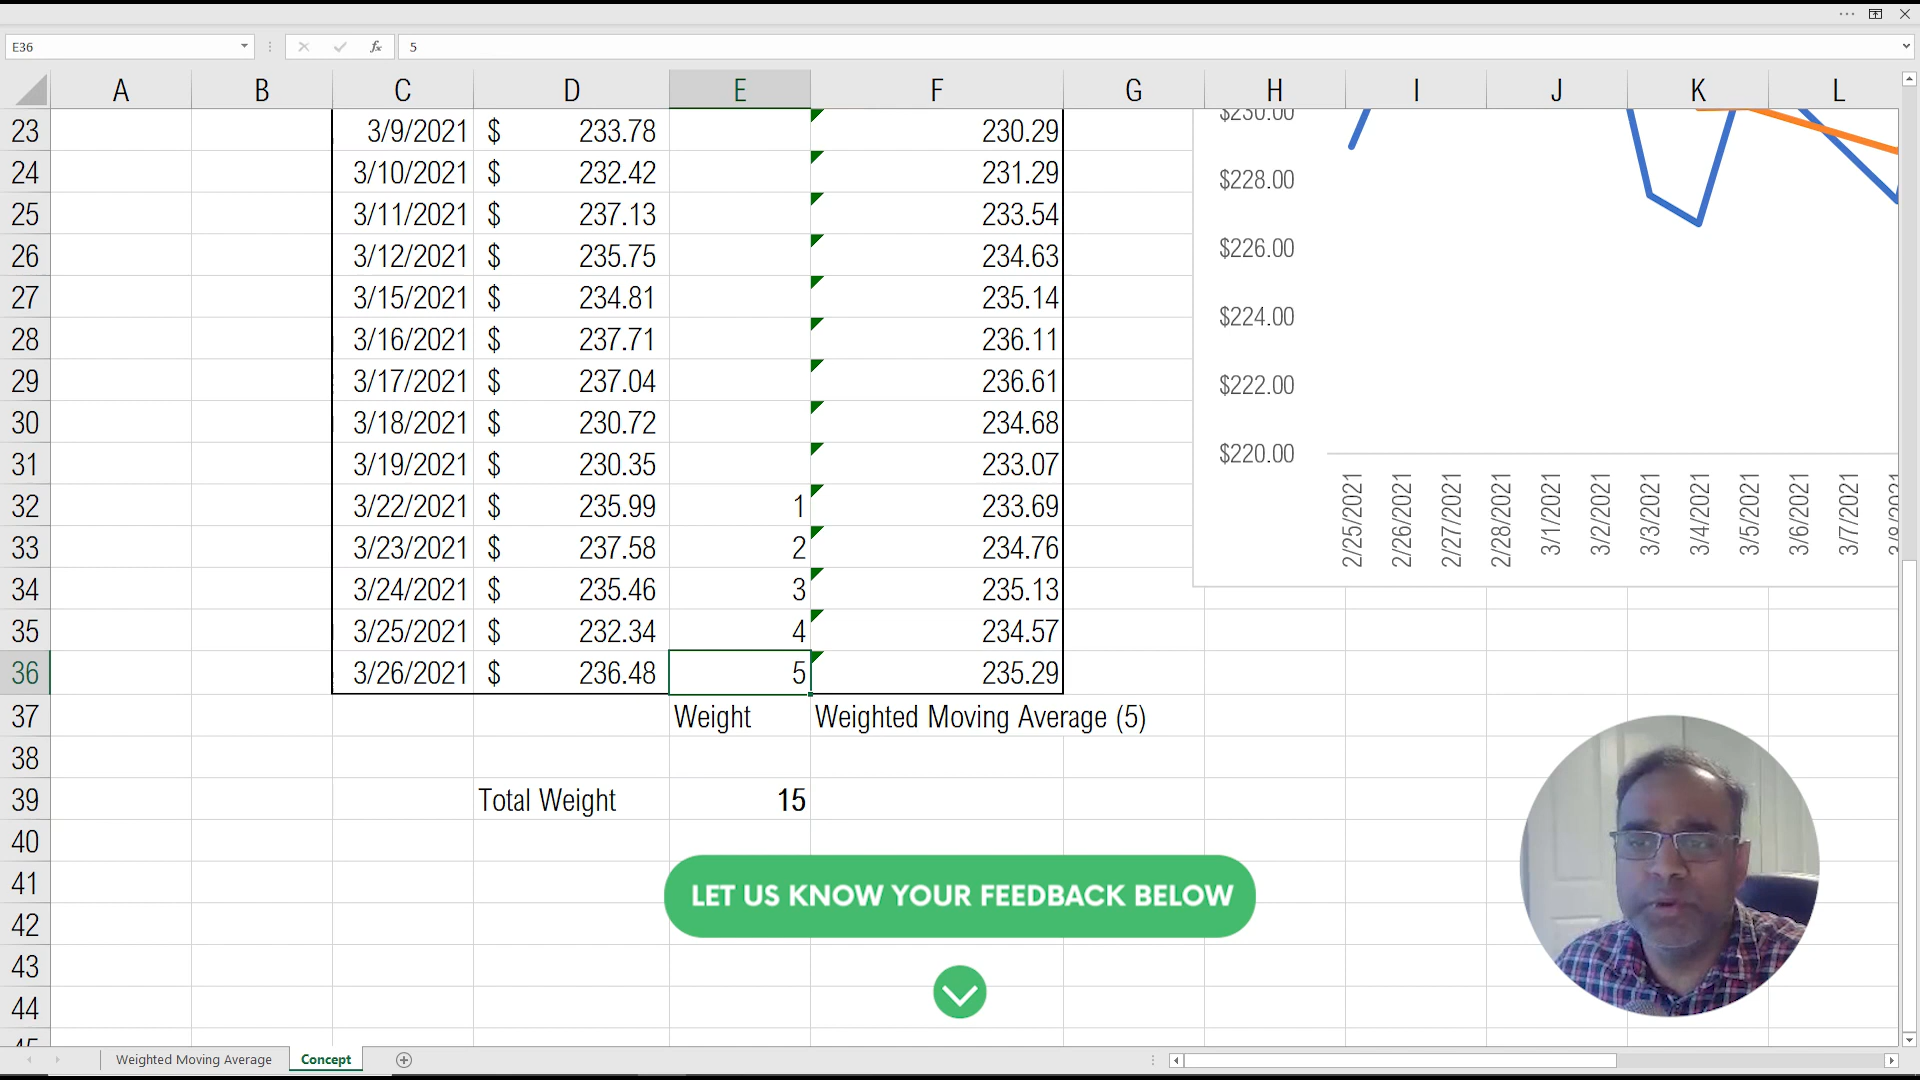 E36
fx
5
A B C D E F G H I J K L
23 3/9/2021 $ 233.78 230.29
24 3/10/2021 $ 232.42 231.29
25 3/11/2021 $ 237.13 233.54
26 3/12/2021 $ 235.75 234.63
27 3/15/2021 $ 234.81 235.14
28 3/16/2021 $ 237.71 236.11
29 3/17/2021 $ 237.04 236.61
30 3/18/2021 $ 230.72 234.68
31 3/19/2021 $ 230.35 233.07
32 3/22/2021 $ 235.99 1 233.69
33 3/23/2021 $ 237.58 2 234.76
34 3/24/2021 $ 235.46 3 235.13
35 3/25/2021 $ 232.34 4 234.57
36 3/26/2021 $ 236.48 5 235.29
37 Weight Weighted Moving Average (5)
38
39 Total Weight 15
40
41
42
43
44
45
$230.00
$228.00
$226.00
$224.00
$222.00
$220.00
2/25/2021
2/26/2021
2/27/2021
2/28/2021
3/1/2021
3/2/2021
3/3/2021
3/4/2021
3/5/2021
3/6/2021
3/7/2021
3/8/2021
LET US KNOW YOUR FEEDBACK BELOW
Weighted Moving Average
Concept